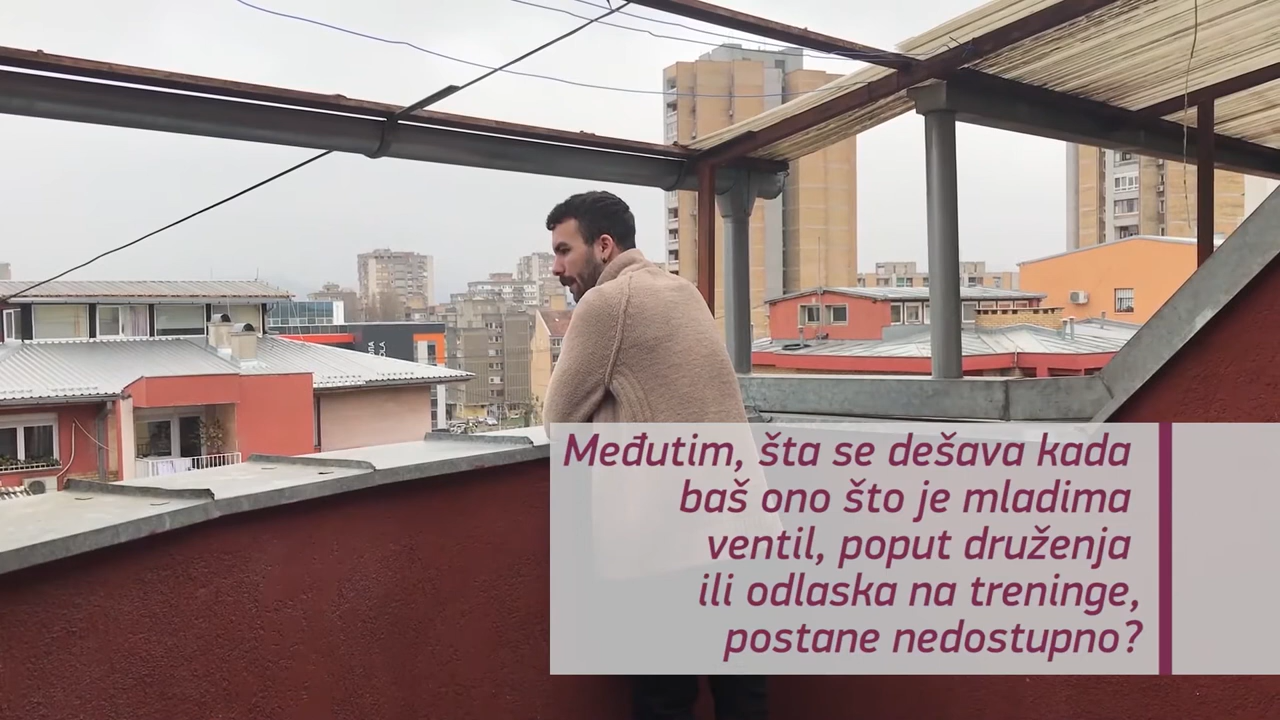 Međutim, šta se dešava kada
baš ono što je mladima
ventil, poput druženja
ili odlaska na treninge,
postane nedostupno?